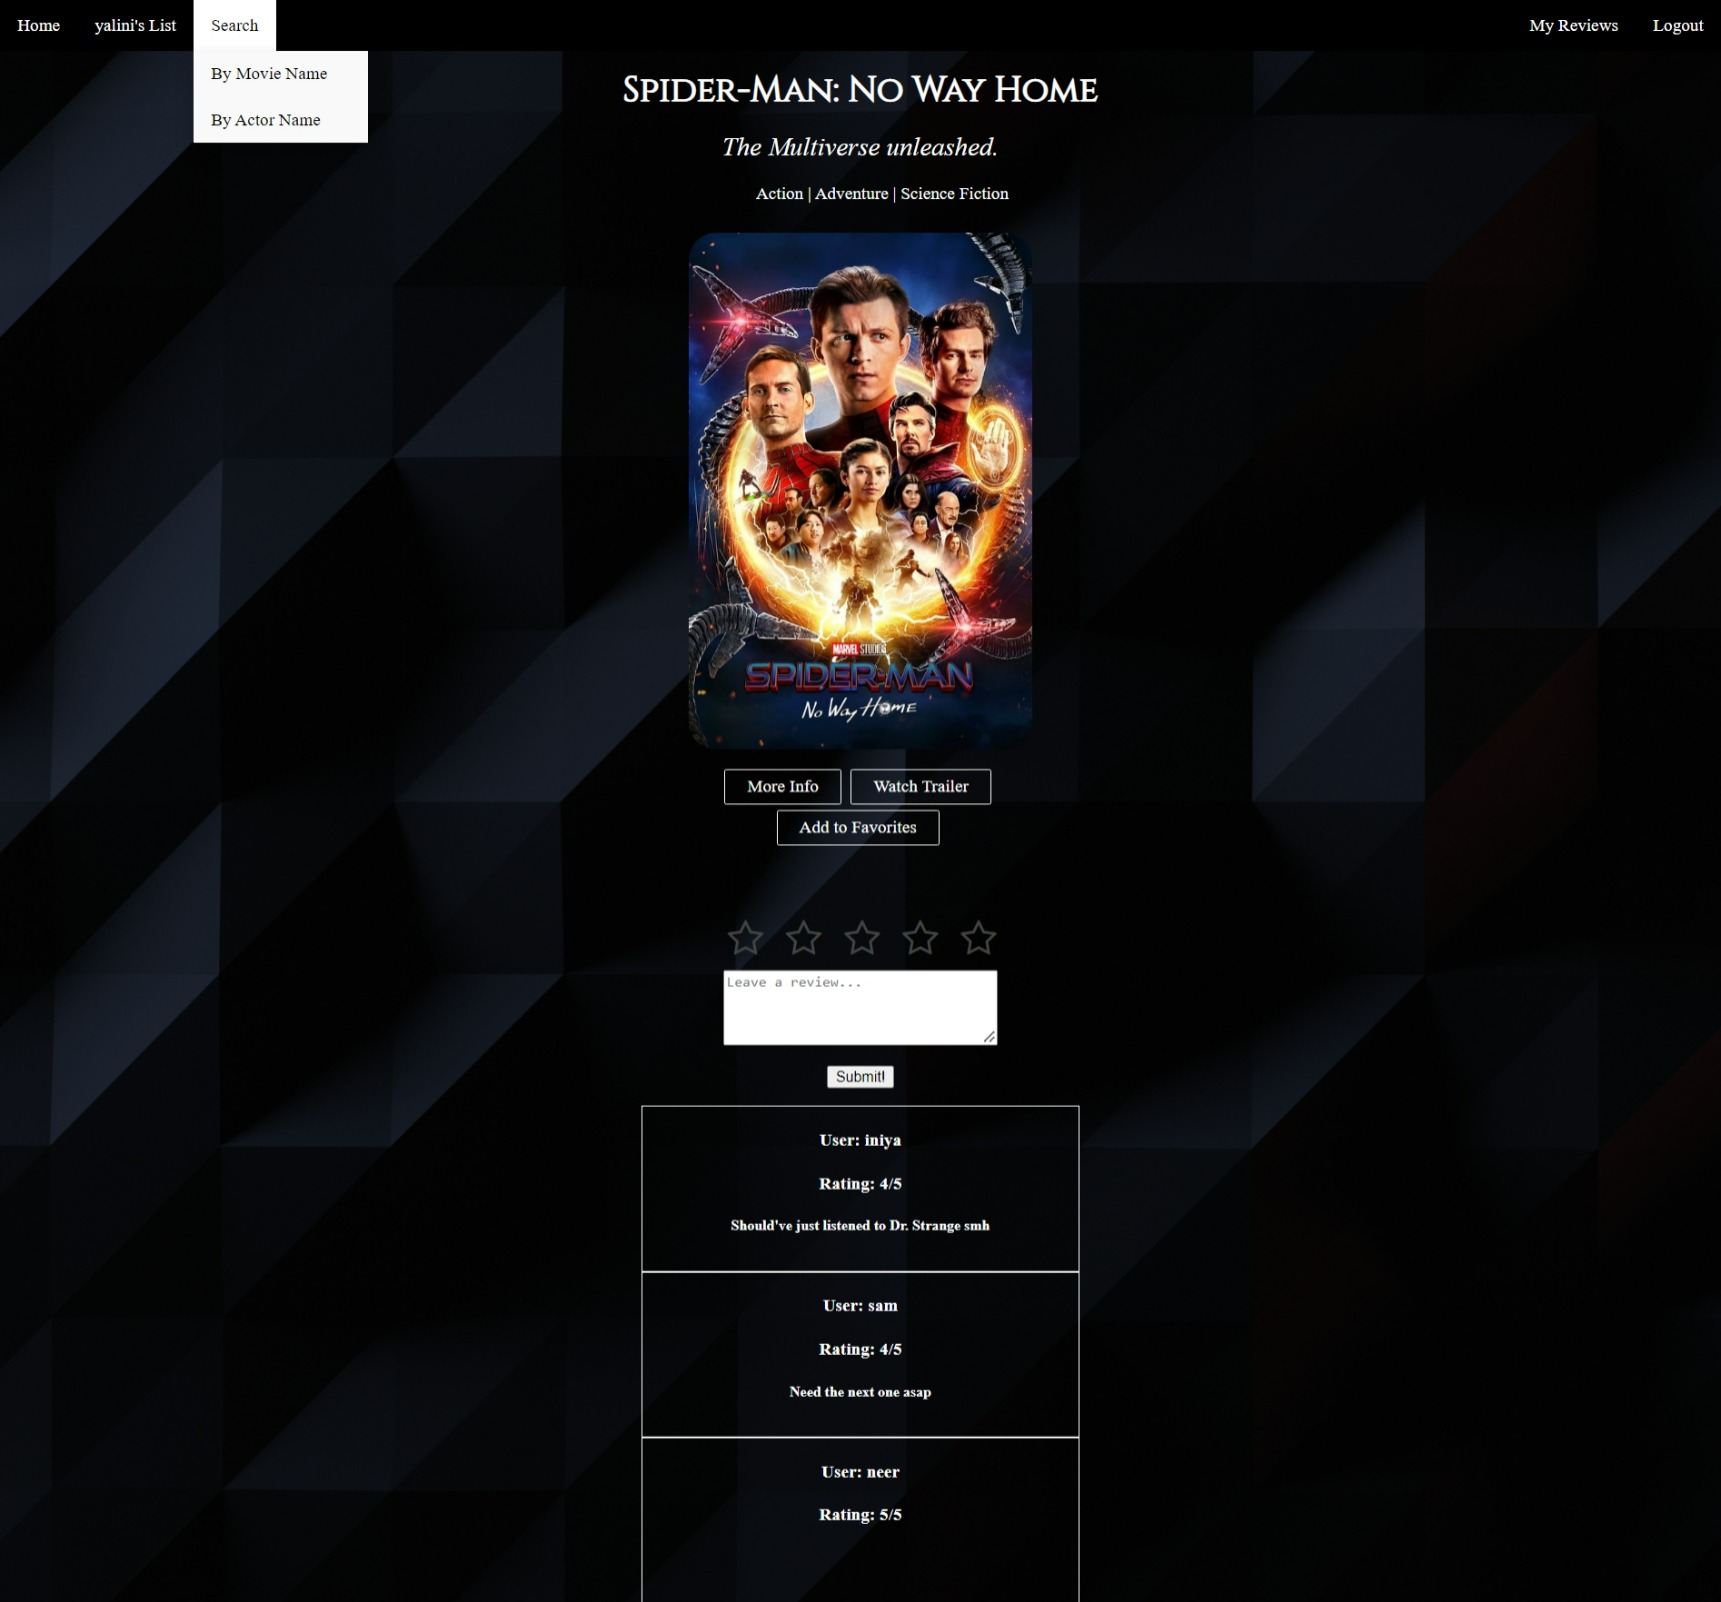 Home yalini's List Search My Reviews Logout
By Movie Name
By Actor Name
Spider-Man: No Way Home
The Multiverse unleashed.
Action | Adventure | Science Fiction
MARVEL STUDIOS
SPIDER-MAN
No Way Home
More Info Watch Trailer
Add to Favorites
Leave a review...
Submit!
User: iniya
Rating: 4/5
Should've just listened to Dr. Strange smh
User: sam
Rating: 4/5
Need the next one asap
User: neer
Rating: 5/5